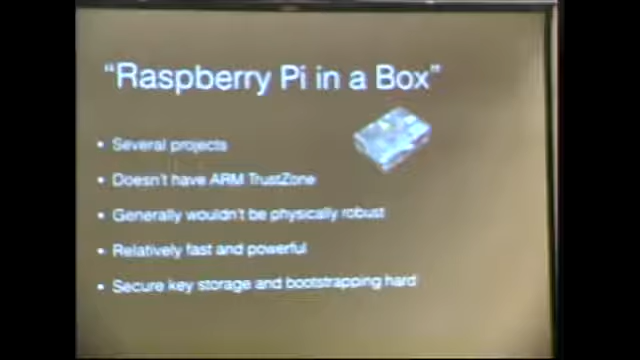 "Raspberry Pi in a Box"
• Several projects
• Doesn't have ARM TrustZone
• Generally wouldn't be physically robust
• Relatively fast and powerful
• Secure key storage and bootstrapping hard